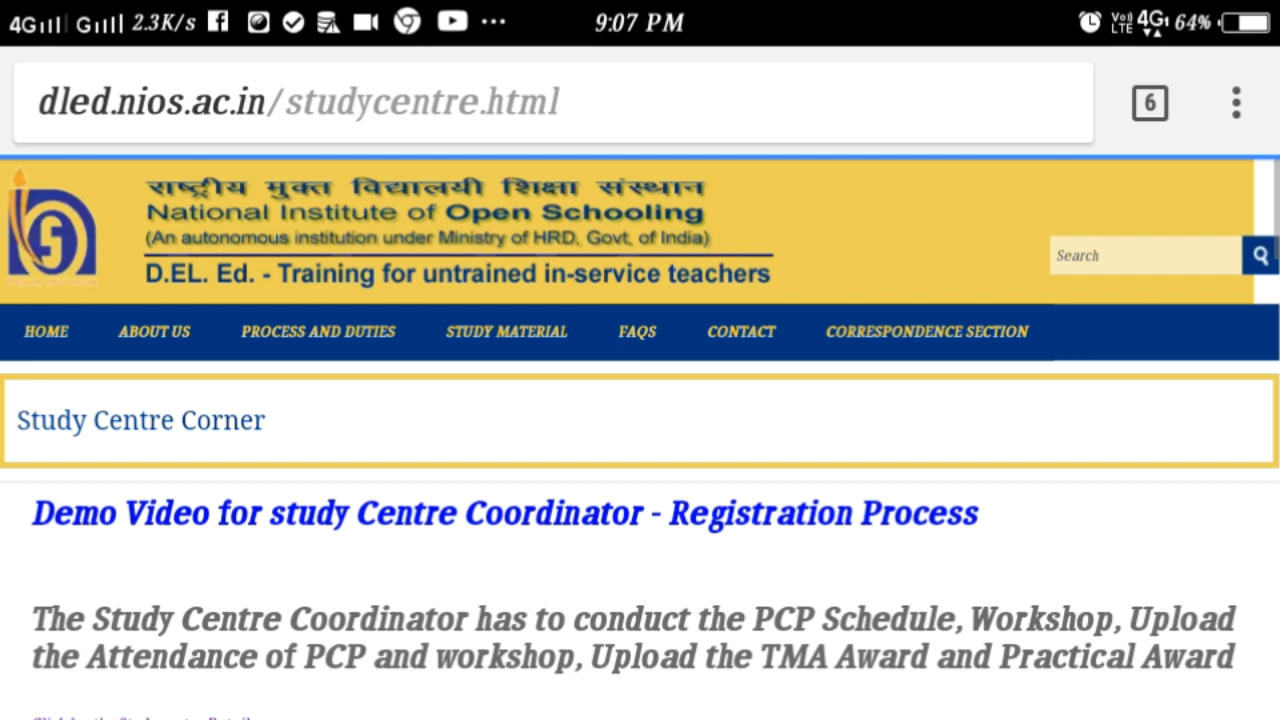 4G G 2.3K/s 9:07 PM Vo)) LTE 4G 64%
dled.nios.ac.in/studycentre.html 6
राष्ट्रीय मुक्त विद्यालयी शिक्षा संस्थान
National Institute of Open Schooling
(An autonomous institution under Ministry of HRD, Govt, of India)
D.EL. Ed. - Training for untrained in-service teachers
Search
HOME ABOUT US PROCESS AND DUTIES STUDY MATERIAL FAQS CONTACT CORRESPONDENCE SECTION
Study Centre Corner
Demo Video for study Centre Coordinator - Registration Process
The Study Centre Coordinator has to conduct the PCP Schedule, Workshop, Upload
the Attendance of PCP and workshop, Upload the TMA Award and Practical Award